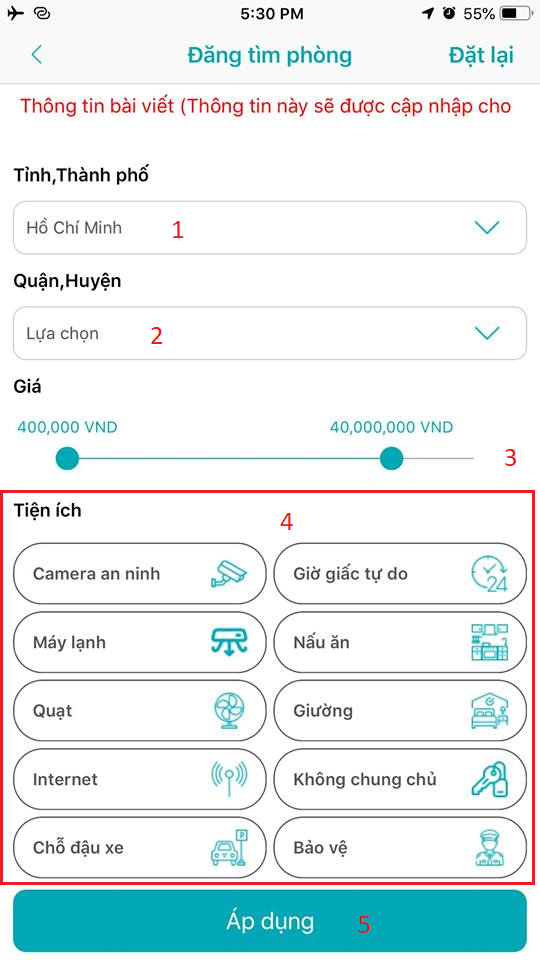 5:30 PM 55%
Đăng tìm phòng Đặt lại
Thông tin bài viết (Thông tin này sẽ được cập nhập cho
Tỉnh,Thành phố
Hồ Chí Minh 1
Quận,Huyện
Lựa chọn 2
Giá
400,000 VND 40,000,000 VND
3
Tiện ích 4
Camera an ninh Giờ giấc tự do 24
Máy lạnh Nấu ăn
Quạt Giường
Internet Không chung chủ
Chỗ đậu xe P Bảo vệ
Áp dụng 5